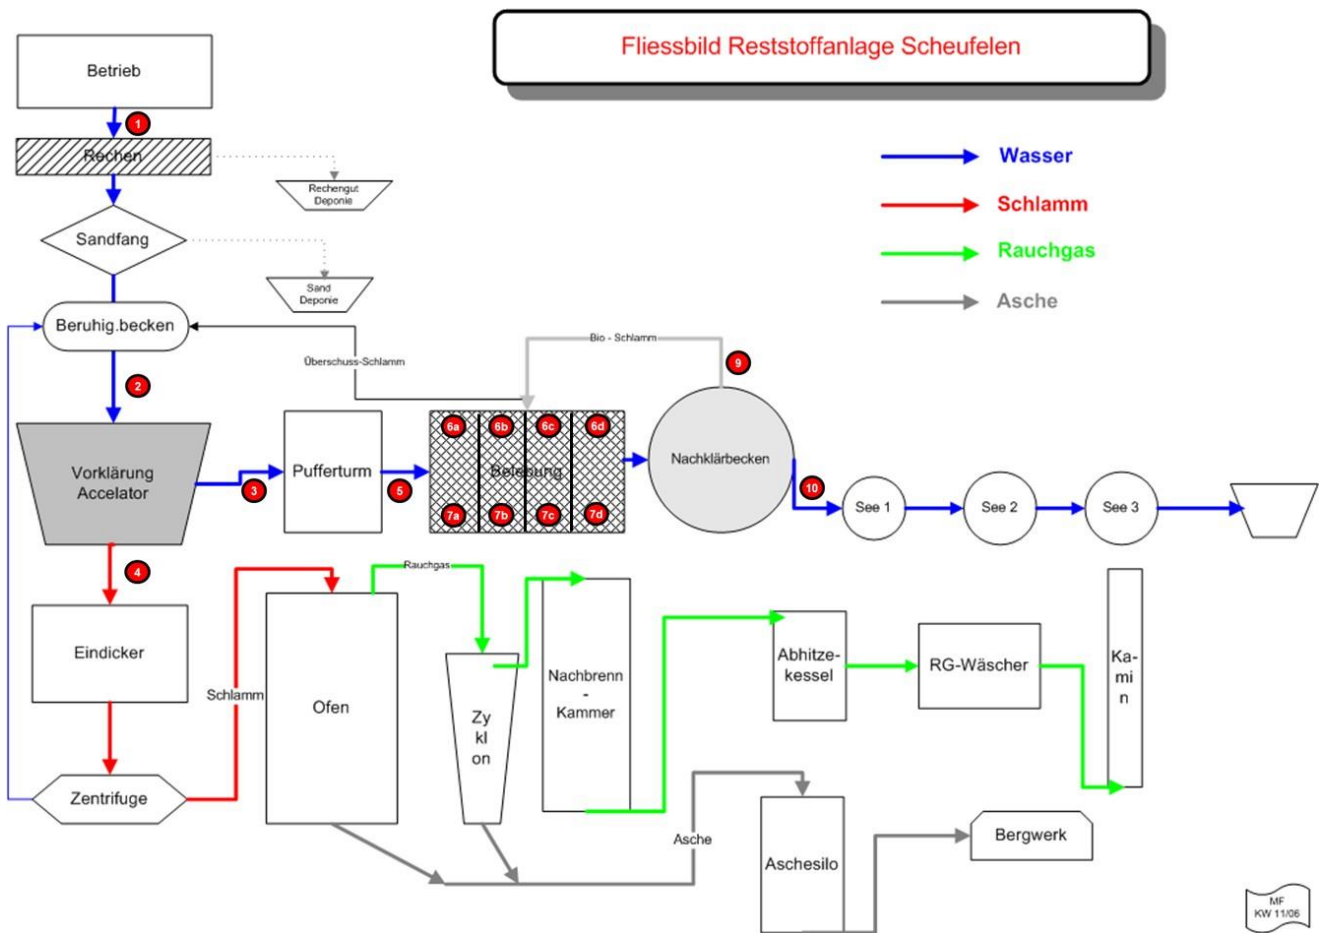 Fliessbild Reststoffanlage Scheufelen
Betrieb
1
Rechen
Rechengut
Deponie
Sandfang
Sand
Deponie
Beruhig.becken
Wasser
Schlamm
Rauchgas
Asche
Überschuss-Schlamm
Bio - Schlamm
2
9
Vorklärung
Accelator
3
Pufferturm
5
6a
6b
6c
6d
Belebung
7a
7b
7c
7d
Nachklärbecken
10
See 1
See 2
See 3
4
Eindicker
Zentrifuge
Schlamm
Ofen
Rauchgas
Zy
kl
on
Nachbrenn
-
Kammer
Abhitze-
kessel
RG-Wäscher
Ka-
mi
n
Asche
Aschesilo
Bergwerk
MF
KW 11/06